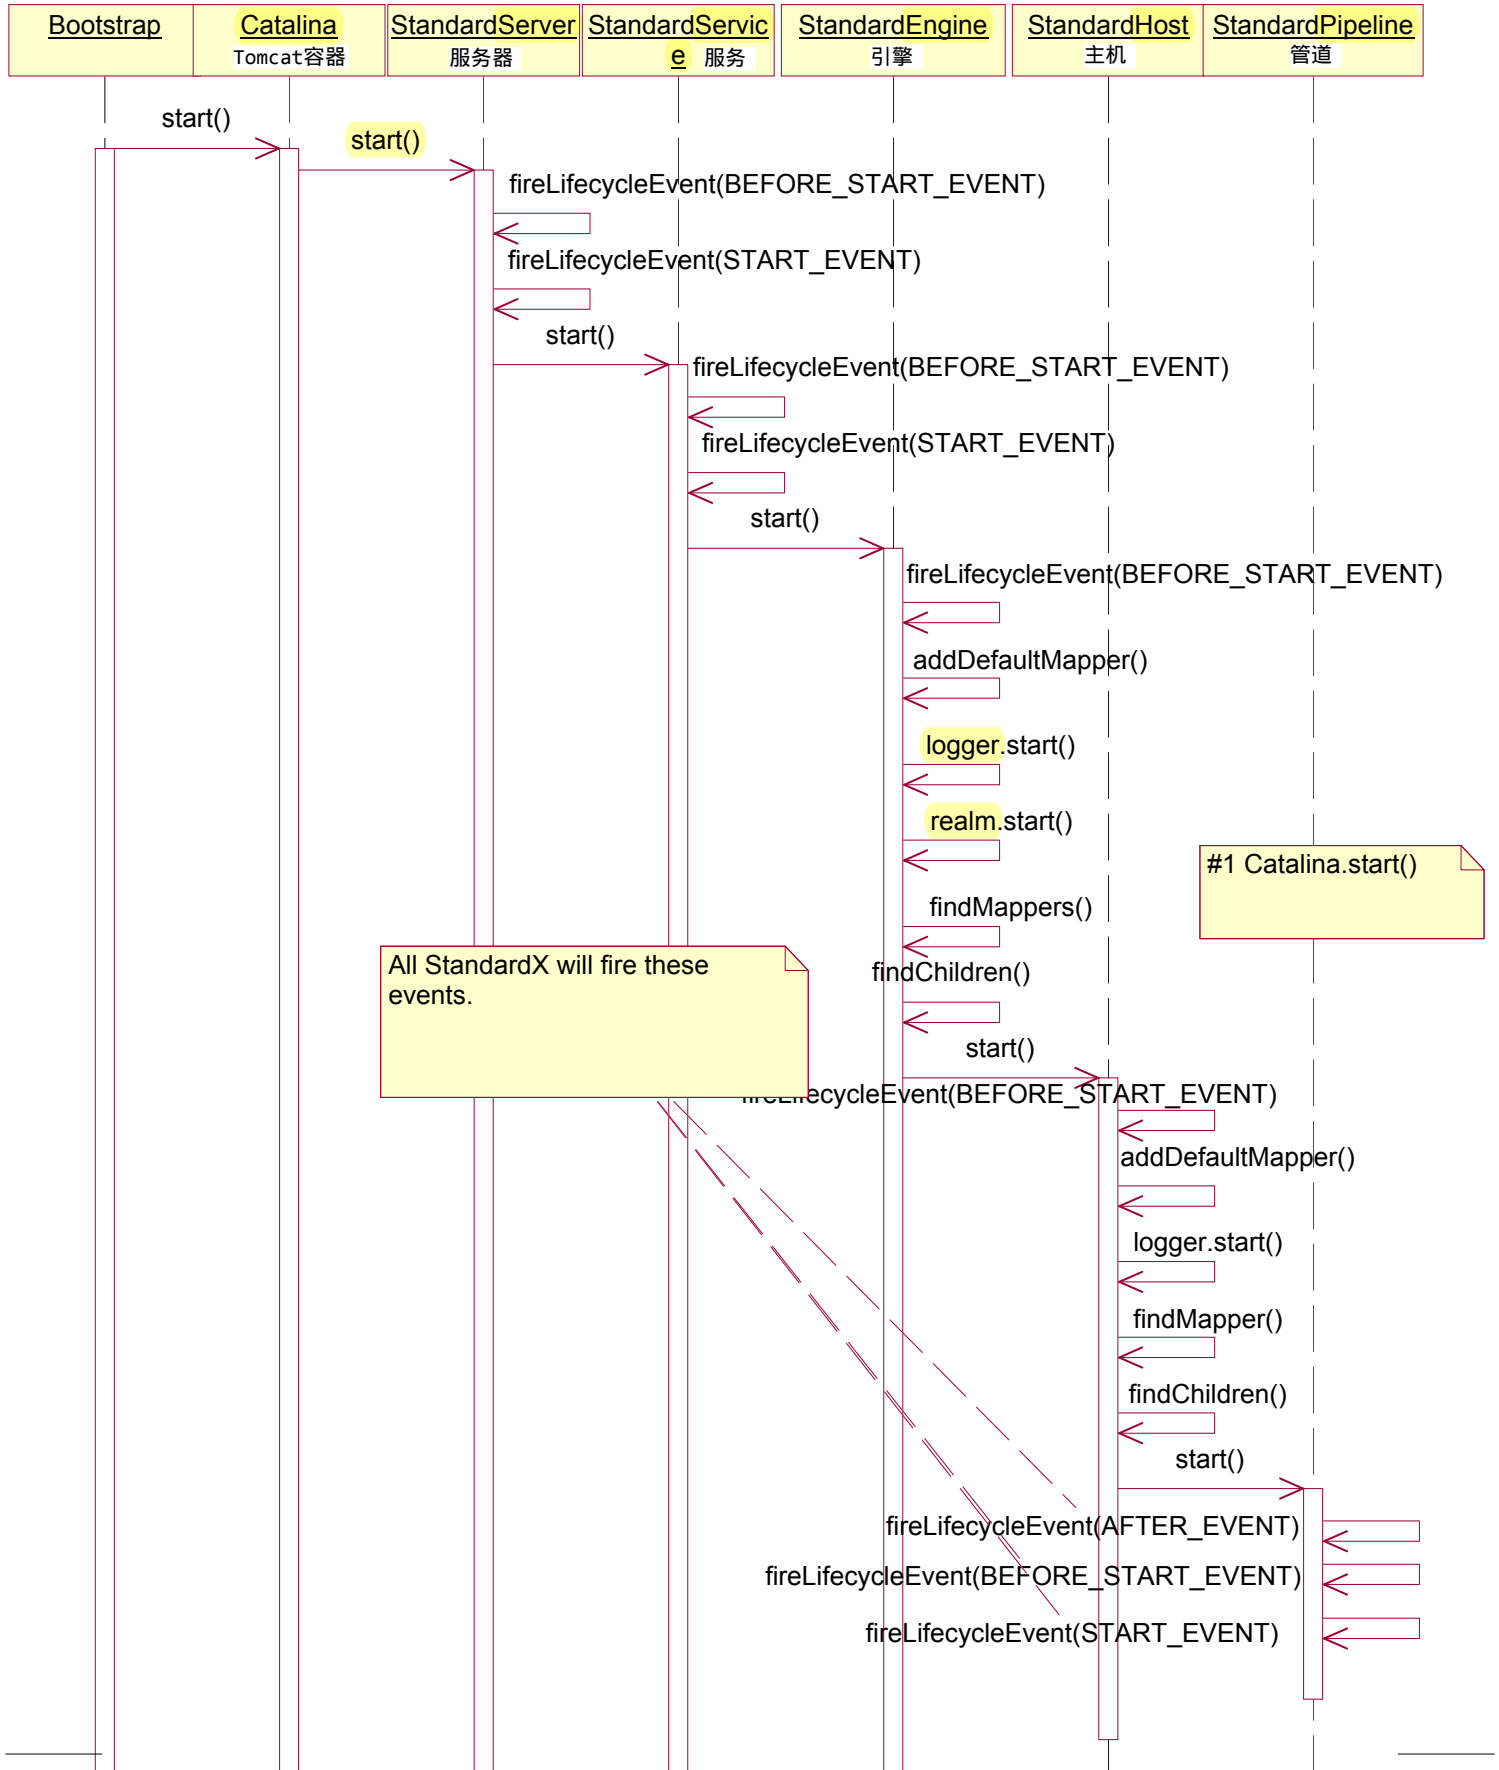 Bootstrap
Catalina
Tomcat容器
StandardServer
服务器
StandardServic
e 服务
StandardEngine
引擎
StandardHost
主机
StandardPipeline
管道
start()
start()
fireLifecycleEvent(BEFORE_START_EVENT)
fireLifecycleEvent(START_EVENT)
start()
fireLifecycleEvent(BEFORE_START_EVENT)
fireLifecycleEvent(START_EVENT)
start()
fireLifecycleEvent(BEFORE_START_EVENT)
addDefaultMapper()
logger.start()
realm.start()
#1 Catalina.start()
findMappers()
All StandardX will fire these
events.
findChildren()
start()
fireLifecycleEvent(BEFORE_START_EVENT)
addDefaultMapper()
logger.start()
findMapper()
findChildren()
start()
fireLifecycleEvent(AFTER_EVENT)
fireLifecycleEvent(BEFORE_START_EVENT)
fireLifecycleEvent(START_EVENT)